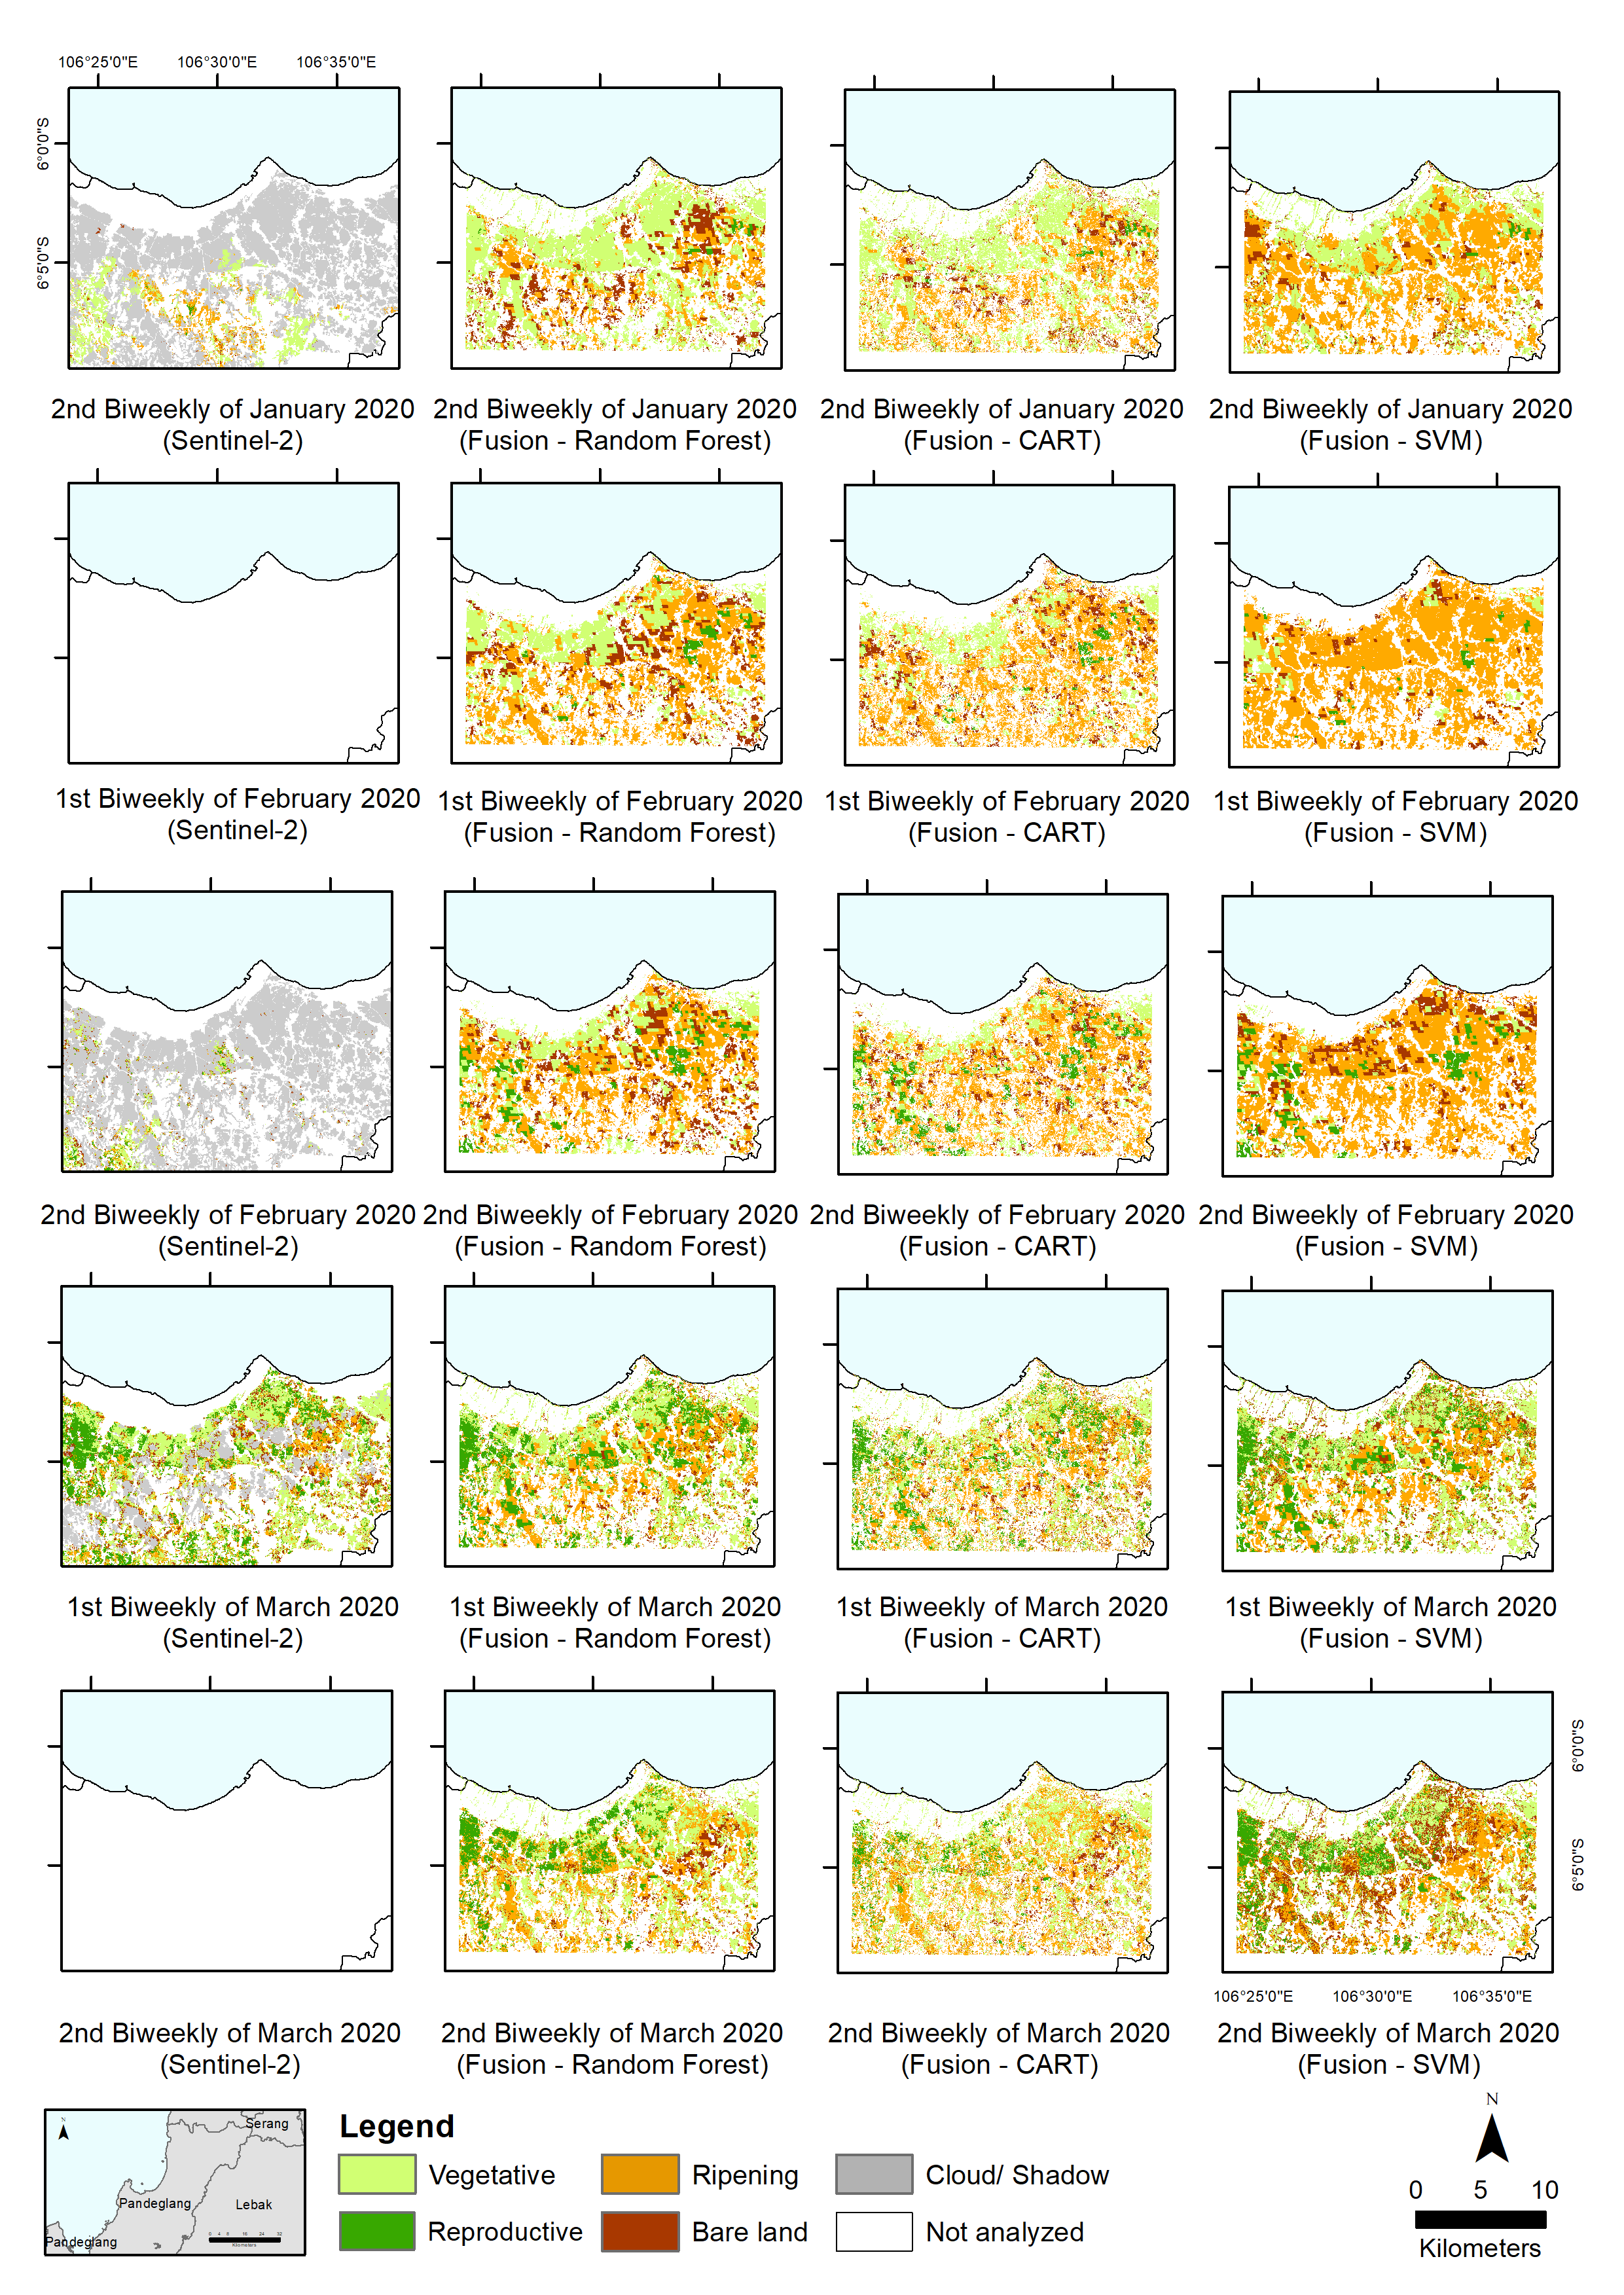 106°25'0"E 106°30'0"E 106°35'0"E
6°0'0"S
6°5'0"S
2nd Biweekly of January 2020
(Sentinel-2)
2nd Biweekly of January 2020
(Fusion - Random Forest)
2nd Biweekly of January 2020
(Fusion - CART)
2nd Biweekly of January 2020
(Fusion - SVM)
1st Biweekly of February 2020
(Sentinel-2)
1st Biweekly of February 2020
(Fusion - Random Forest)
1st Biweekly of February 2020
(Fusion - CART)
1st Biweekly of February 2020
(Fusion - SVM)
2nd Biweekly of February 2020
(Sentinel-2)
2nd Biweekly of February 2020
(Fusion - Random Forest)
2nd Biweekly of February 2020
(Fusion - CART)
2nd Biweekly of February 2020
(Fusion - SVM)
1st Biweekly of March 2020
(Sentinel-2)
1st Biweekly of March 2020
(Fusion - Random Forest)
1st Biweekly of March 2020
(Fusion - CART)
1st Biweekly of March 2020
(Fusion - SVM)
6°0'0"S
6°5'0"S
106°25'0"E 106°30'0"E 106°35'0"E
2nd Biweekly of March 2020
(Sentinel-2)
2nd Biweekly of March 2020
(Fusion - Random Forest)
2nd Biweekly of March 2020
(Fusion - CART)
2nd Biweekly of March 2020
(Fusion - SVM)
N
Serang
Pandeglang
Lebak
Pandeglang
0 4 8 16 24 32
Kilometers
Legend
Vegetative
Ripening
Cloud/ Shadow
Reproductive
Bare land
Not analyzed
N
0 5 10
Kilometers